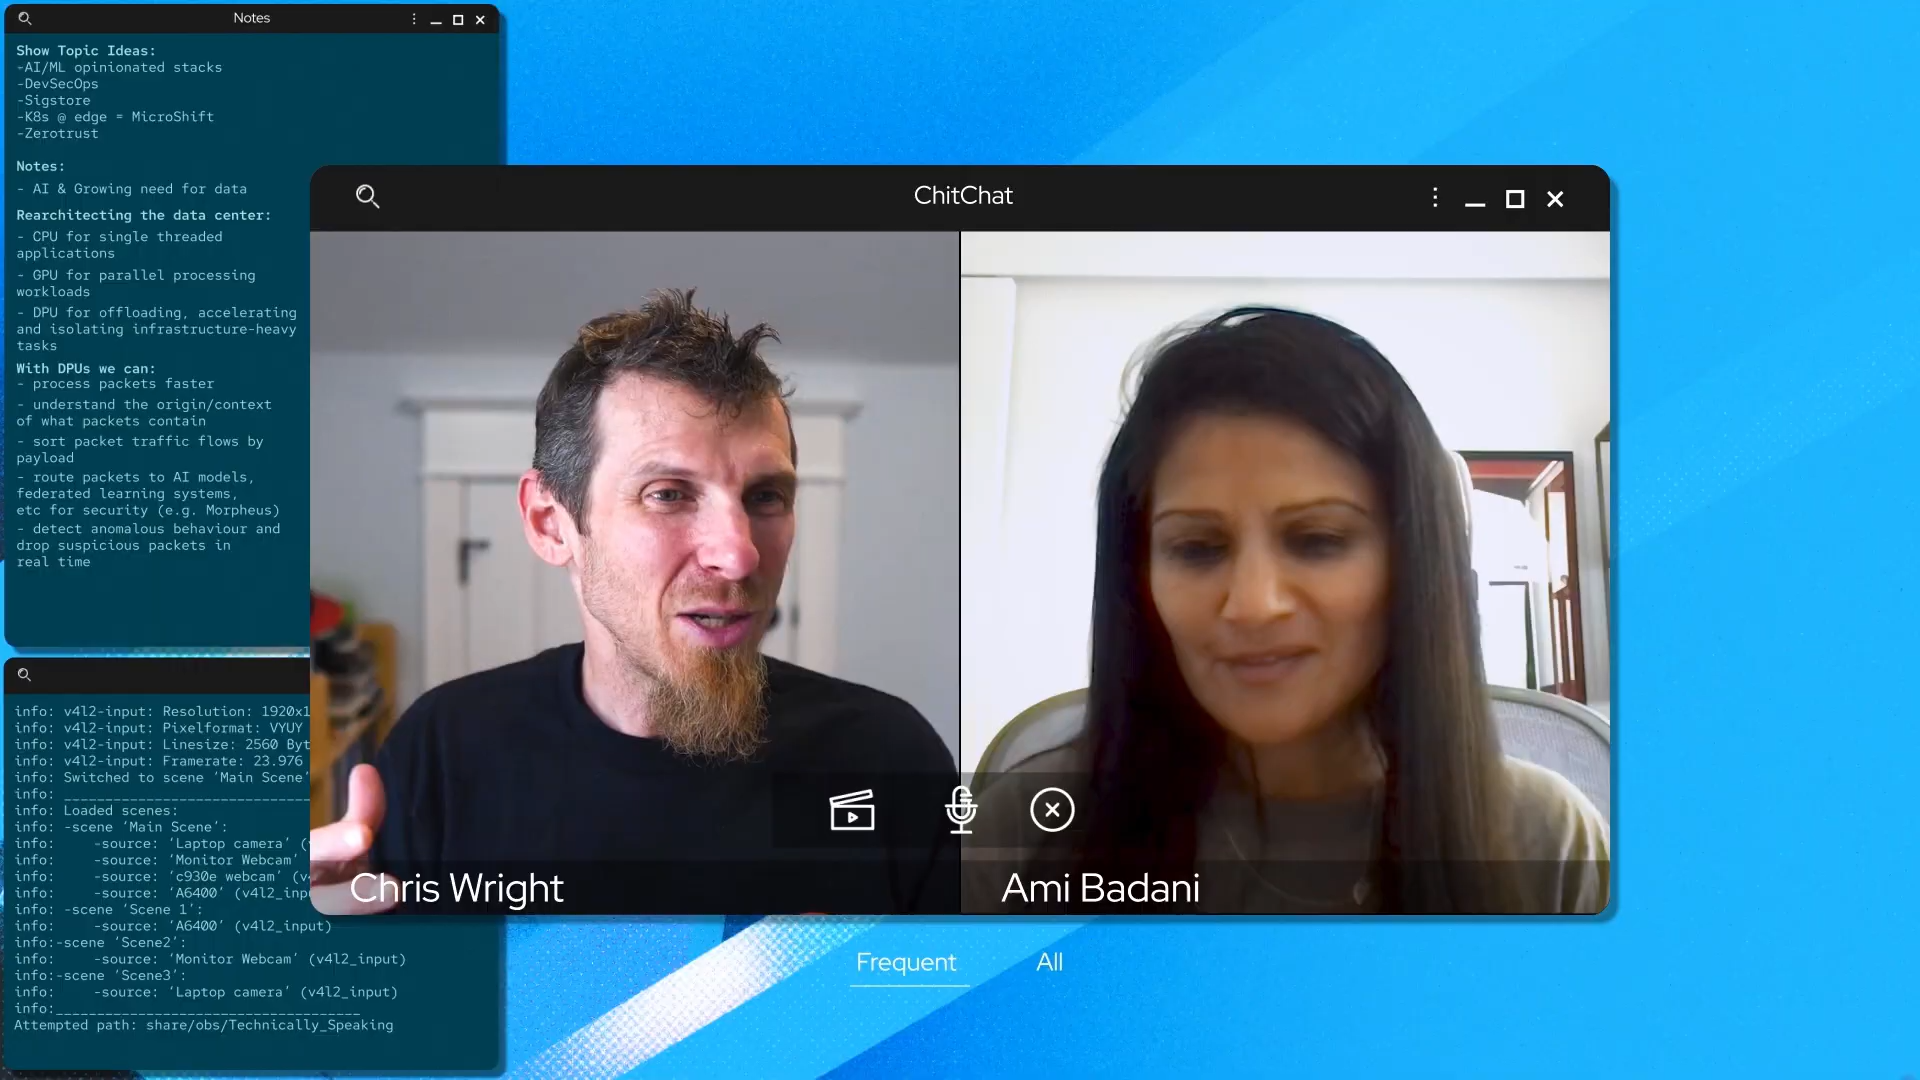 Notes
Show Topic Ideas:
-AI/ML opinionated stacks
-DevSecOps
-Sigstore
-K8s @ edge = MicroShift
-Zerotrust
Notes:
- AI & Growing need for data
Rearchitecting the data center:
- CPU for single threaded
applications
- GPU for parallel processing
workloads
- DPU for offloading, accelerating
and isolating infrastructure-heavy
tasks
With DPUs we can:
- process packets faster
- understand the origin/context
of what packets contain
- sort packet traffic flows by
payload
- route packets to AI models,
federated learning systems,
etc for security (e.g. Morpheus)
- detect anomalous behaviour and
drop suspicious packets in
real time
ChitChat
Chris Wright
Ami Badani
Frequent
All
info: v4l2-input: Resolution: 1920x1
info: v4l2-input: Pixelformat: VYUY
info: v4l2-input: Linesize: 2560 Byt
info: v4l2-input: Framerate: 23.976
info: Switched to scene ‘Main Scene’
info: ______________________________
info: Loaded scenes:
info: -scene ‘Main Scene’:
info:     -source: ‘Laptop camera’ (
info:     -source: ‘Monitor Webcam’
info:     -source: ‘c930e webcam’ (v
info:     -source: ‘A6400’ (v4l2_inp
info: -scene ‘Scene 1’:
info:     -source: ‘A6400’ (v4l2_input)
info:-scene ‘Scene2’:
info:     -source: ‘Monitor Webcam’ (v4l2_input)
info:-scene ‘Scene3’:
info:     -source: ‘Laptop camera’ (v4l2_input)
info:_____________________________________
Attempted path: share/obs/Technically_Speaking